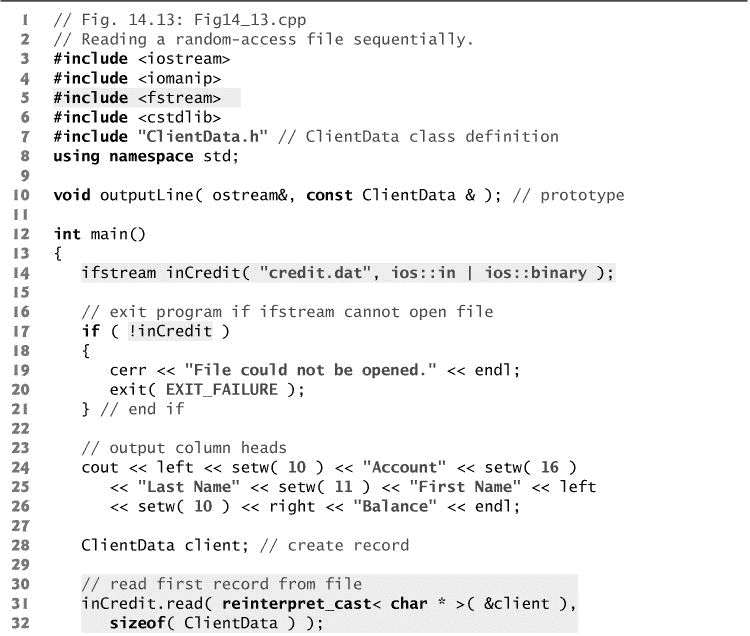 1 // Fig. 14.13: Fig14_13.cpp
2 // Reading a random-access file sequentially.
3 #include <iostream>
4 #include <iomanip>
5 #include <fstream>
6 #include <cstdlib>
7 #include "ClientData.h" // ClientData class definition
8 using namespace std;
9
10 void outputLine( ostream&, const ClientData & ); // prototype
11
12 int main()
13 {
14    ifstream inCredit( "credit.dat", ios::in | ios::binary );
15
16    // exit program if ifstream cannot open file
17    if ( !inCredit )
18    {
19       cerr << "File could not be opened." << endl;
20       exit( EXIT_FAILURE );
21    } // end if
22
23    // output column heads
24    cout << left << setw( 10 ) << "Account" << setw( 16 )
25       << "Last Name" << setw( 11 ) << "First Name" << left
26       << setw( 10 ) << right << "Balance" << endl;
27
28    ClientData client; // create record
29
30    // read first record from file
31    inCredit.read( reinterpret_cast< char * >( &client ),
32       sizeof( ClientData ) );